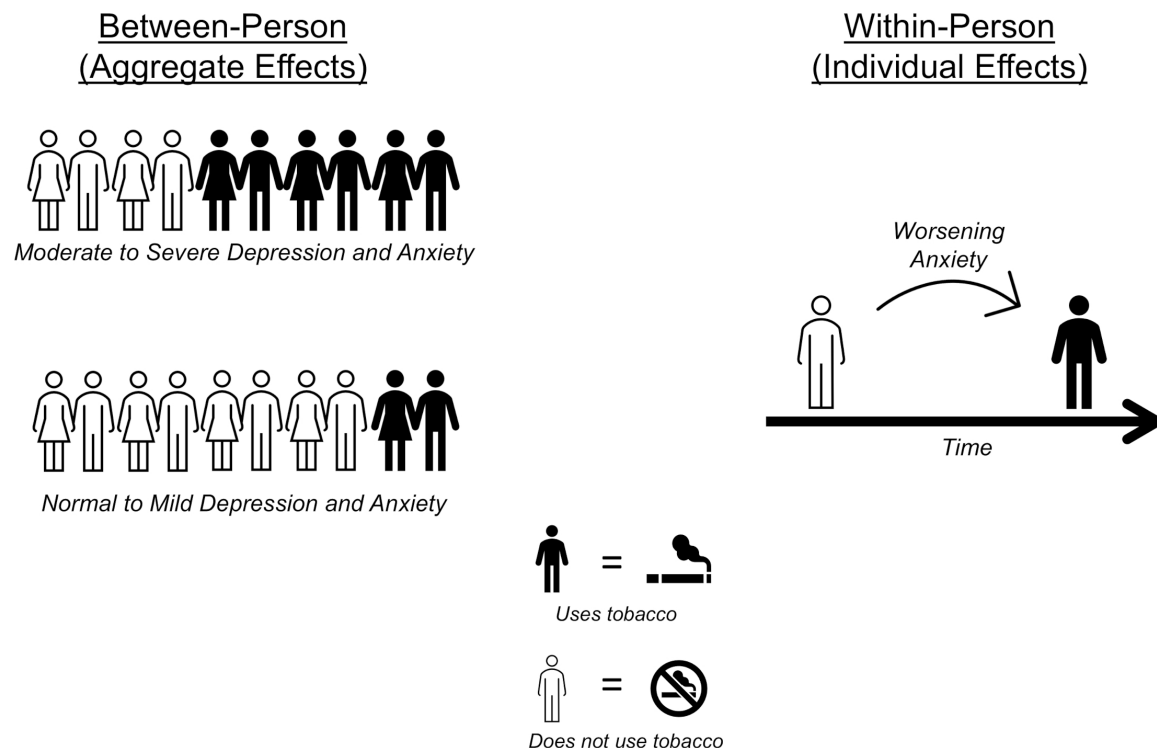 Between-Person
(Aggregate Effects)
Moderate to Severe Depression and Anxiety
Normal to Mild Depression and Anxiety
Within-Person
(Individual Effects)
Worsening
Anxiety
Time
=
Uses tobacco
=
Does not use tobacco